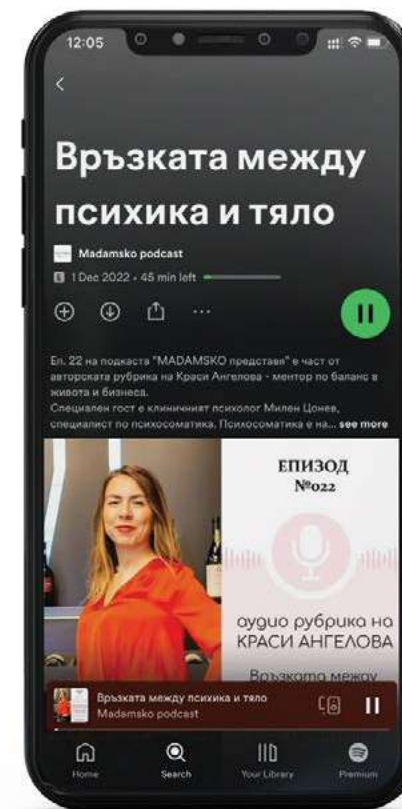 12:05
Връзката между
психика и тяло
Madamsko podcast
E 1 Dec 2022 • 45 min left
Еп. 22 на подкаста "MADAMSKO представя" е част от
авторската рубрика на Краси Ангелова - ментор по баланс в
живота и бизнеса.
Специален гост е клиничният психолог Милен Цонев,
специалист по психосоматика. Психосоматика е на... see more
ЕПИЗОД
№022
аудио рубрика на
КРАСИ АНГЕЛОВА
Връзката между
Връзката между психика и тяло
Madamsko podcast
Home
Search
Your Library
Premium